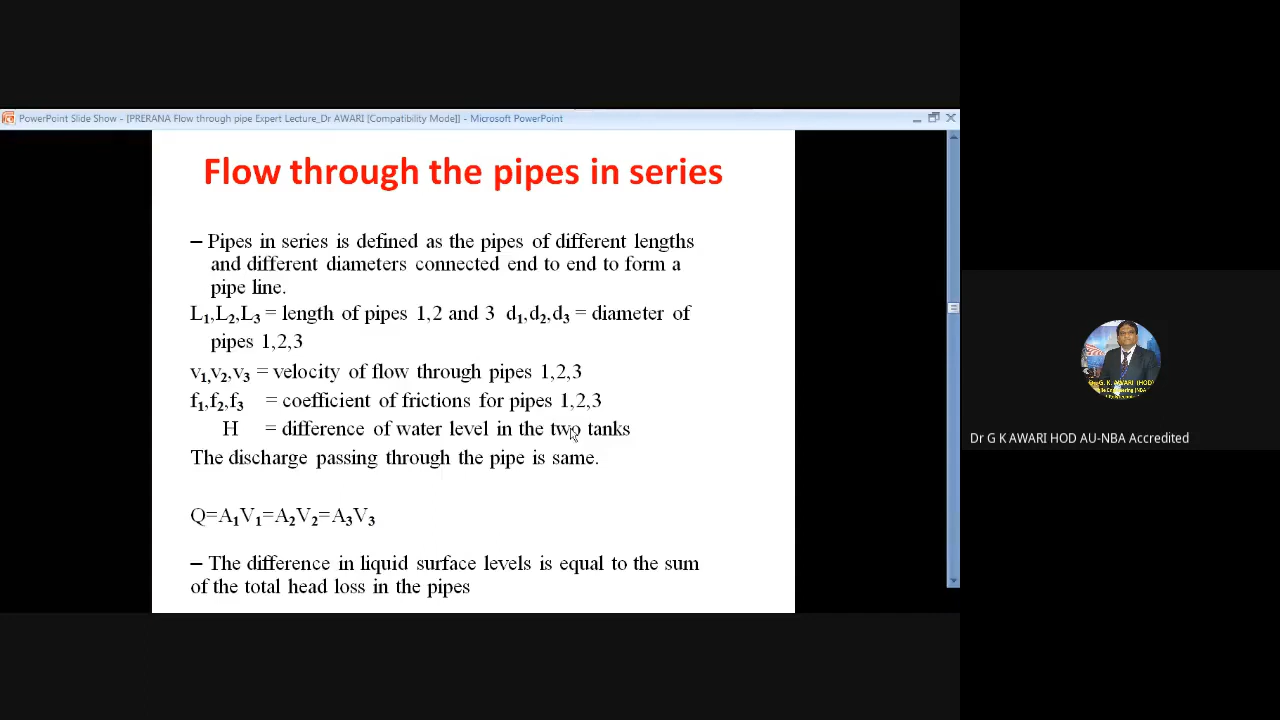 PowerPoint Slide Show - [PRERANA Flow through pipe Expert Lecture_Dr AWARI [Compatibility Mode]] - Microsoft PowerPoint
Flow through the pipes in series
– Pipes in series is defined as the pipes of different lengths
and different diameters connected end to end to form a
pipe line.
L1,L2,L3 = length of pipes 1,2 and 3 d1,d2,d3 = diameter of
pipes 1,2,3
v1,v2,v3 = velocity of flow through pipes 1,2,3
f1,f2,f3 = coefficient of frictions for pipes 1,2,3
H = difference of water level in the two tanks
The discharge passing through the pipe is same.
Q=A1V1=A2V2=A3V3
– The difference in liquid surface levels is equal to the sum
of the total head loss in the pipes
G. K. AWARI (HOD)
Dr G K AWARI HOD AU-NBA Accredited